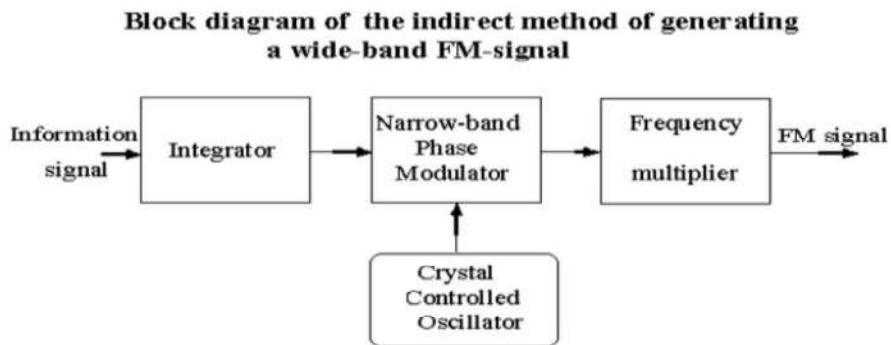 Block diagram of the indirect method of generating
a wide-band FM-signal
Information
signal
Integrator
Narrow-band
Phase
Modulator
Frequency
multiplier
FM signal
Crystal
Controlled
Oscillator